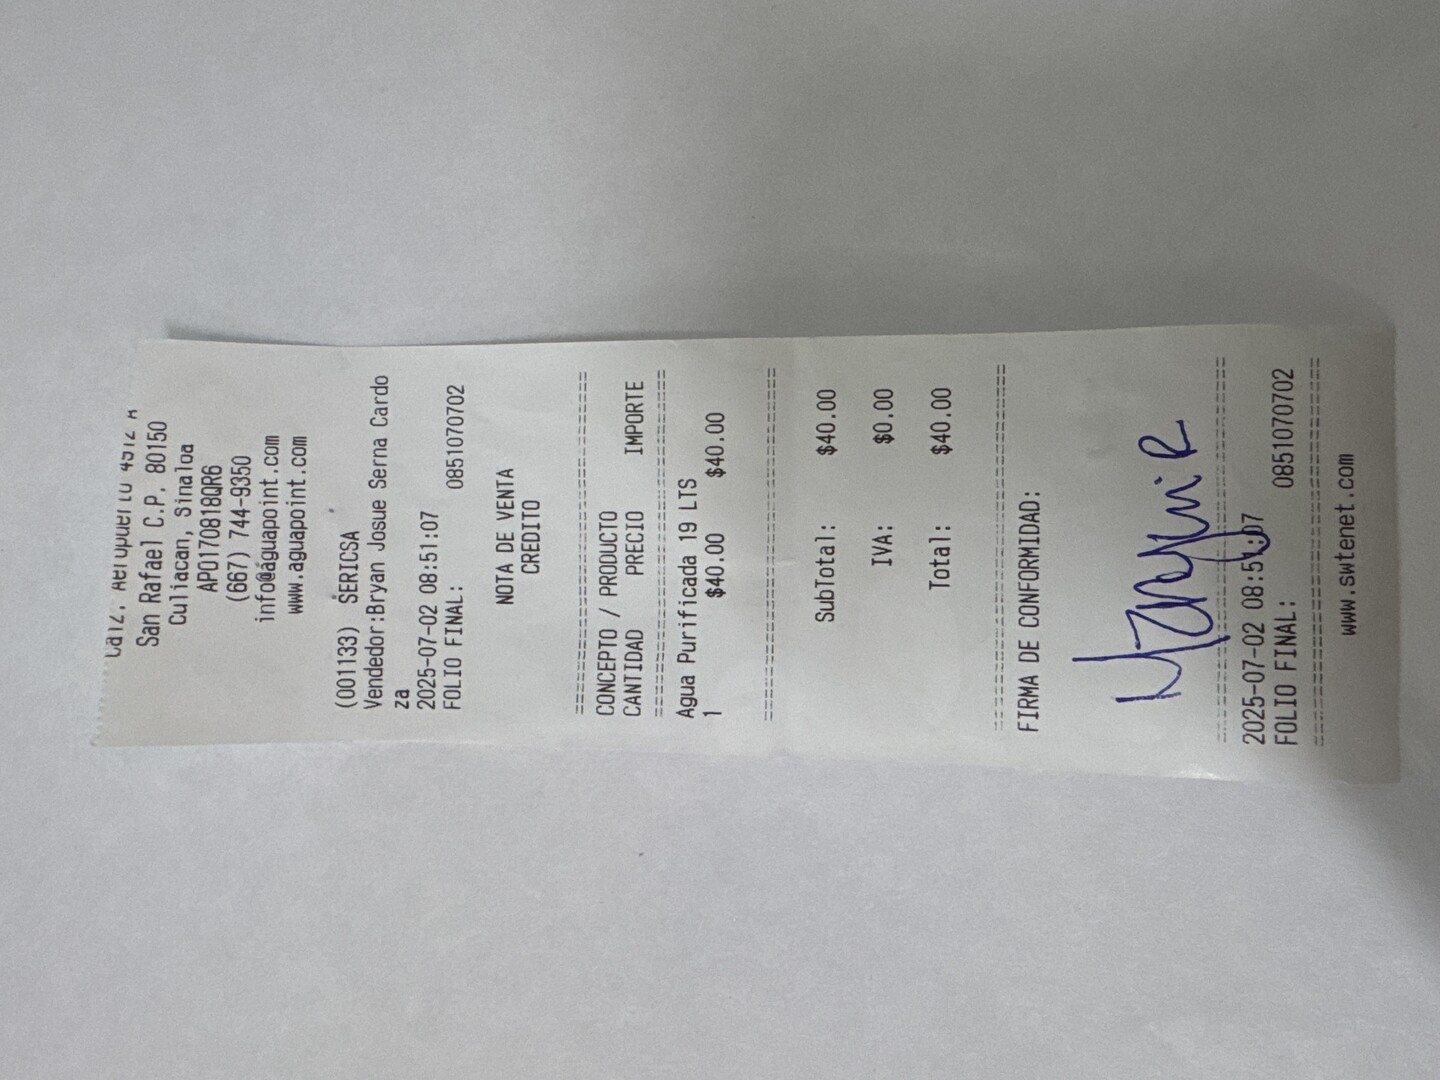 San Rafael C.P. 80150
Culiacan, Sinaloa
APO170818QR6
(667) 744-9350
info@aguapoint.com
www.aguapoint.com
(001133) SERICSA
Vendedor:Bryan Josue Serna Cardo
za
2025-07-02 08:51:07
FOLIO FINAL: 0851070702
NOTA DE VENTA
CREDITO
==============================
CONCEPTO / PRODUCTO
CANTIDAD PRECIO IMPORTE
==============================
Agua Purificada 19 LTS
1 $40.00 $40.00
==============================
SubTotal: $40.00
IVA: $0.00
Total: $40.00
==============================
FIRMA DE CONFORMIDAD:
==============================
2025-07-02 08:51:07
FOLIO FINAL: 0851070702
==============================
www.swtenet.com